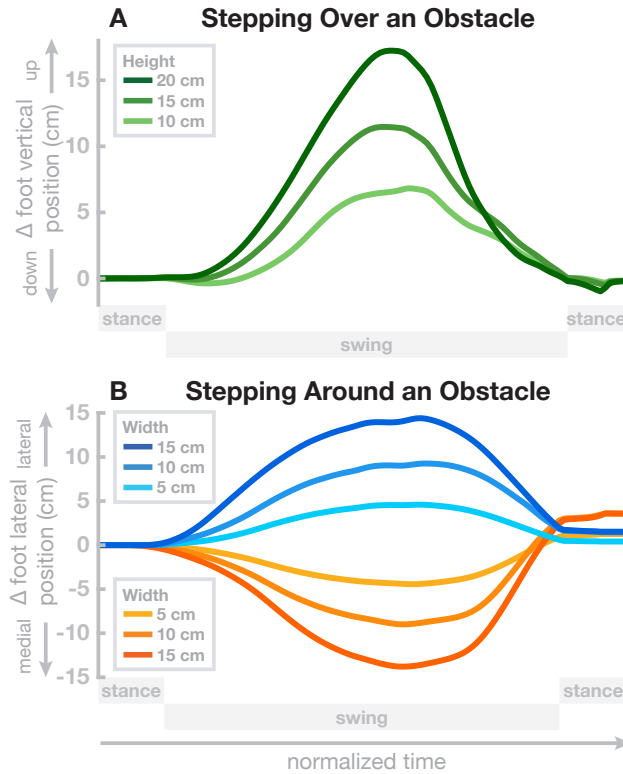 A Stepping Over an Obstacle
up
down
Δ foot vertical
position (cm)
15
10
5
0
Height
20 cm
15 cm
10 cm
stance
stance
swing
B Stepping Around an Obstacle
lateral
medial
Δ foot lateral
position (cm)
15
10
5
0
-5
-10
-15
Width
15 cm
10 cm
5 cm
Width
5 cm
10 cm
15 cm
stance
stance
swing
normalized time